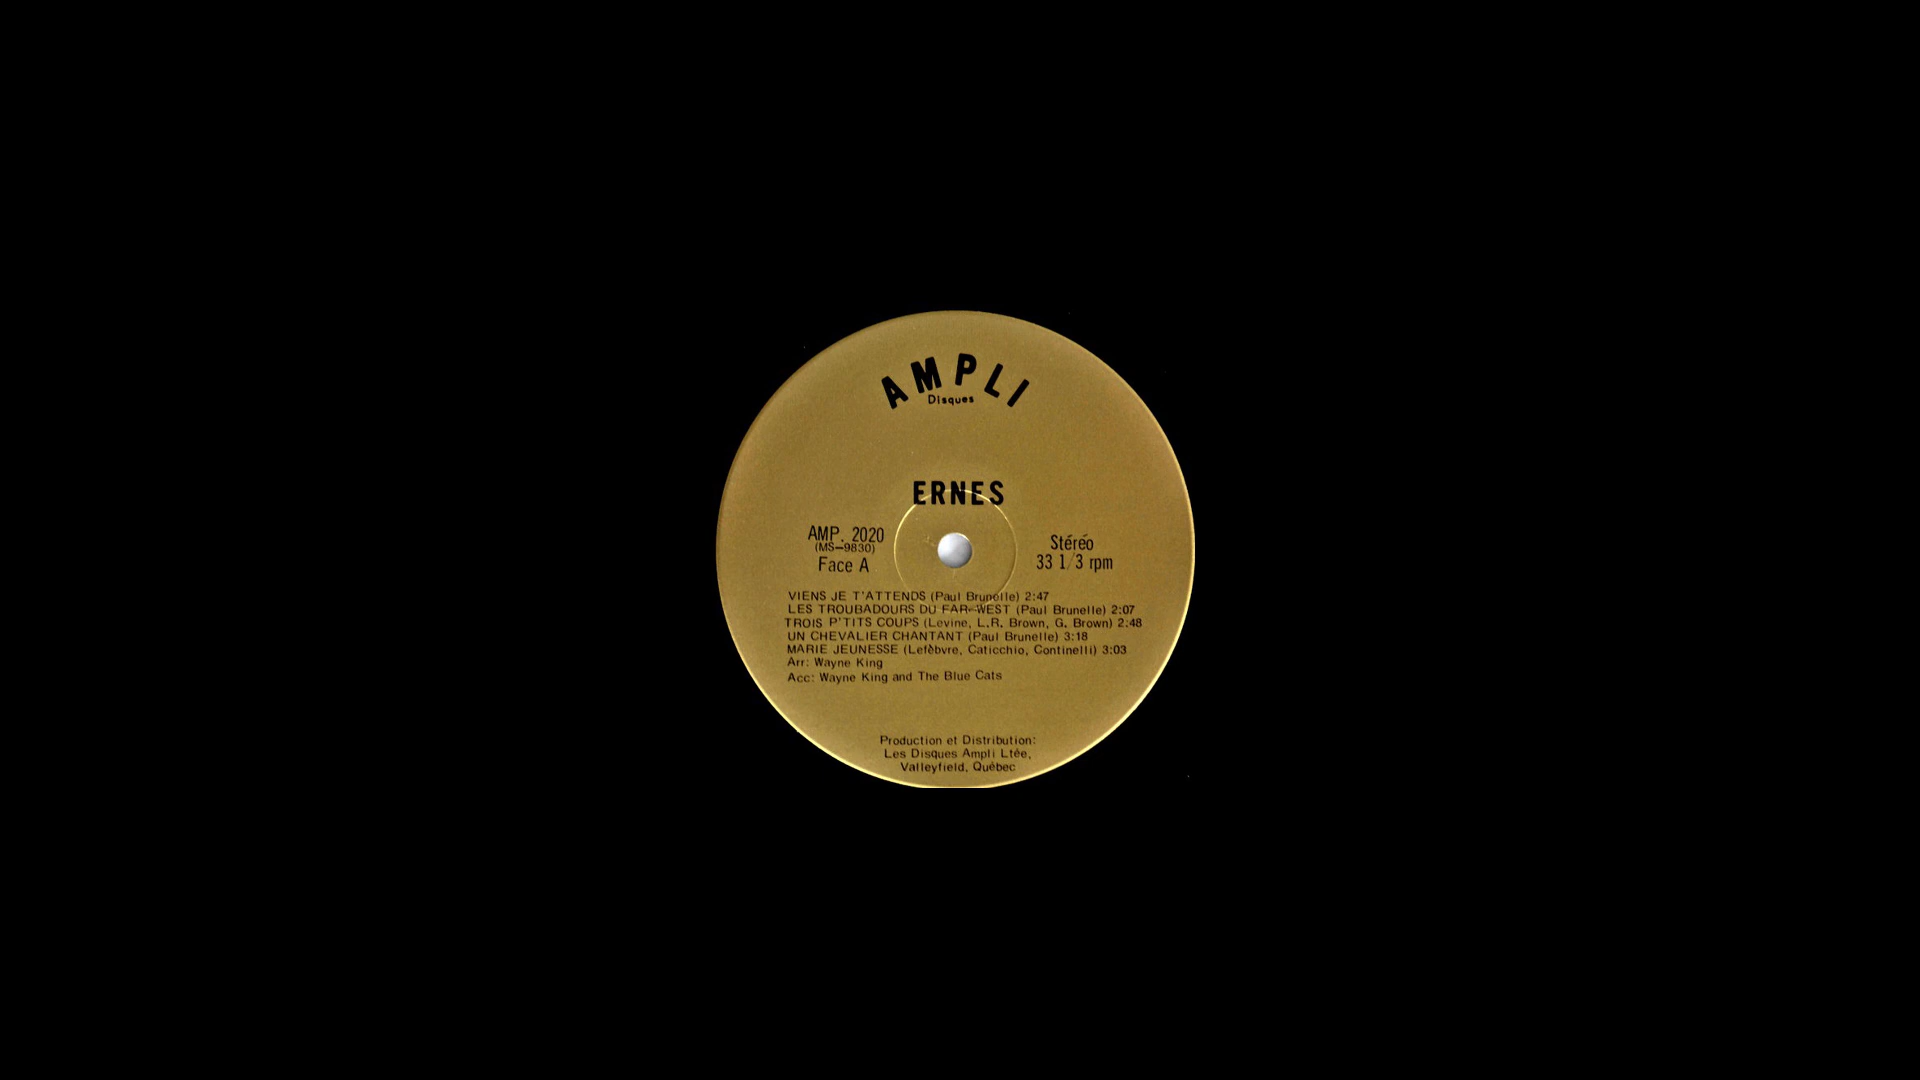 AMPLI
Disques
ERNES
AMP. 2020
(MS-9830)
Face A
Stéréo
33 1/3 rpm
VIENS JE T'ATTENDS (Paul Brunelle) 2:47
LES TROUBADOURS DU FAR-WEST (Paul Brunelle) 2:07
TROIS P'TITS COUPS (Levine, L.R. Brown, G. Brown) 2:48
UN CHEVALIER CHANTANT (Paul Brunelle) 3:18
MARIE JEUNESSE (Lefèbvre, Caticchio, Continelli) 3:03
Arr: Wayne King
Acc: Wayne King and The Blue Cats
Production et Distribution:
Les Disques Ampli Ltée,
Valleyfield, Québec